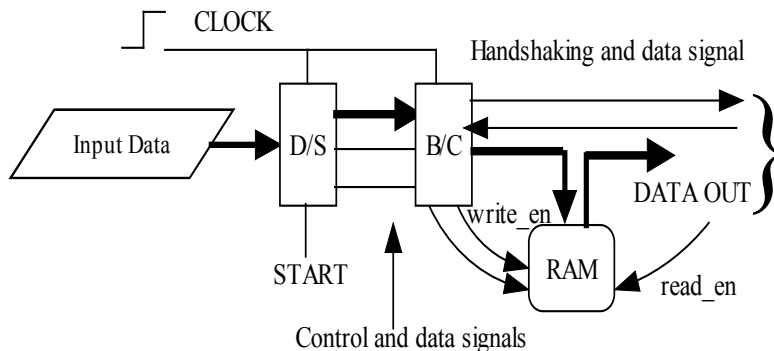 CLOCK
Handshaking and data signal
Input Data
D/S
B/C
DATA OUT
write_en
START
RAM
read_en
Control and data signals